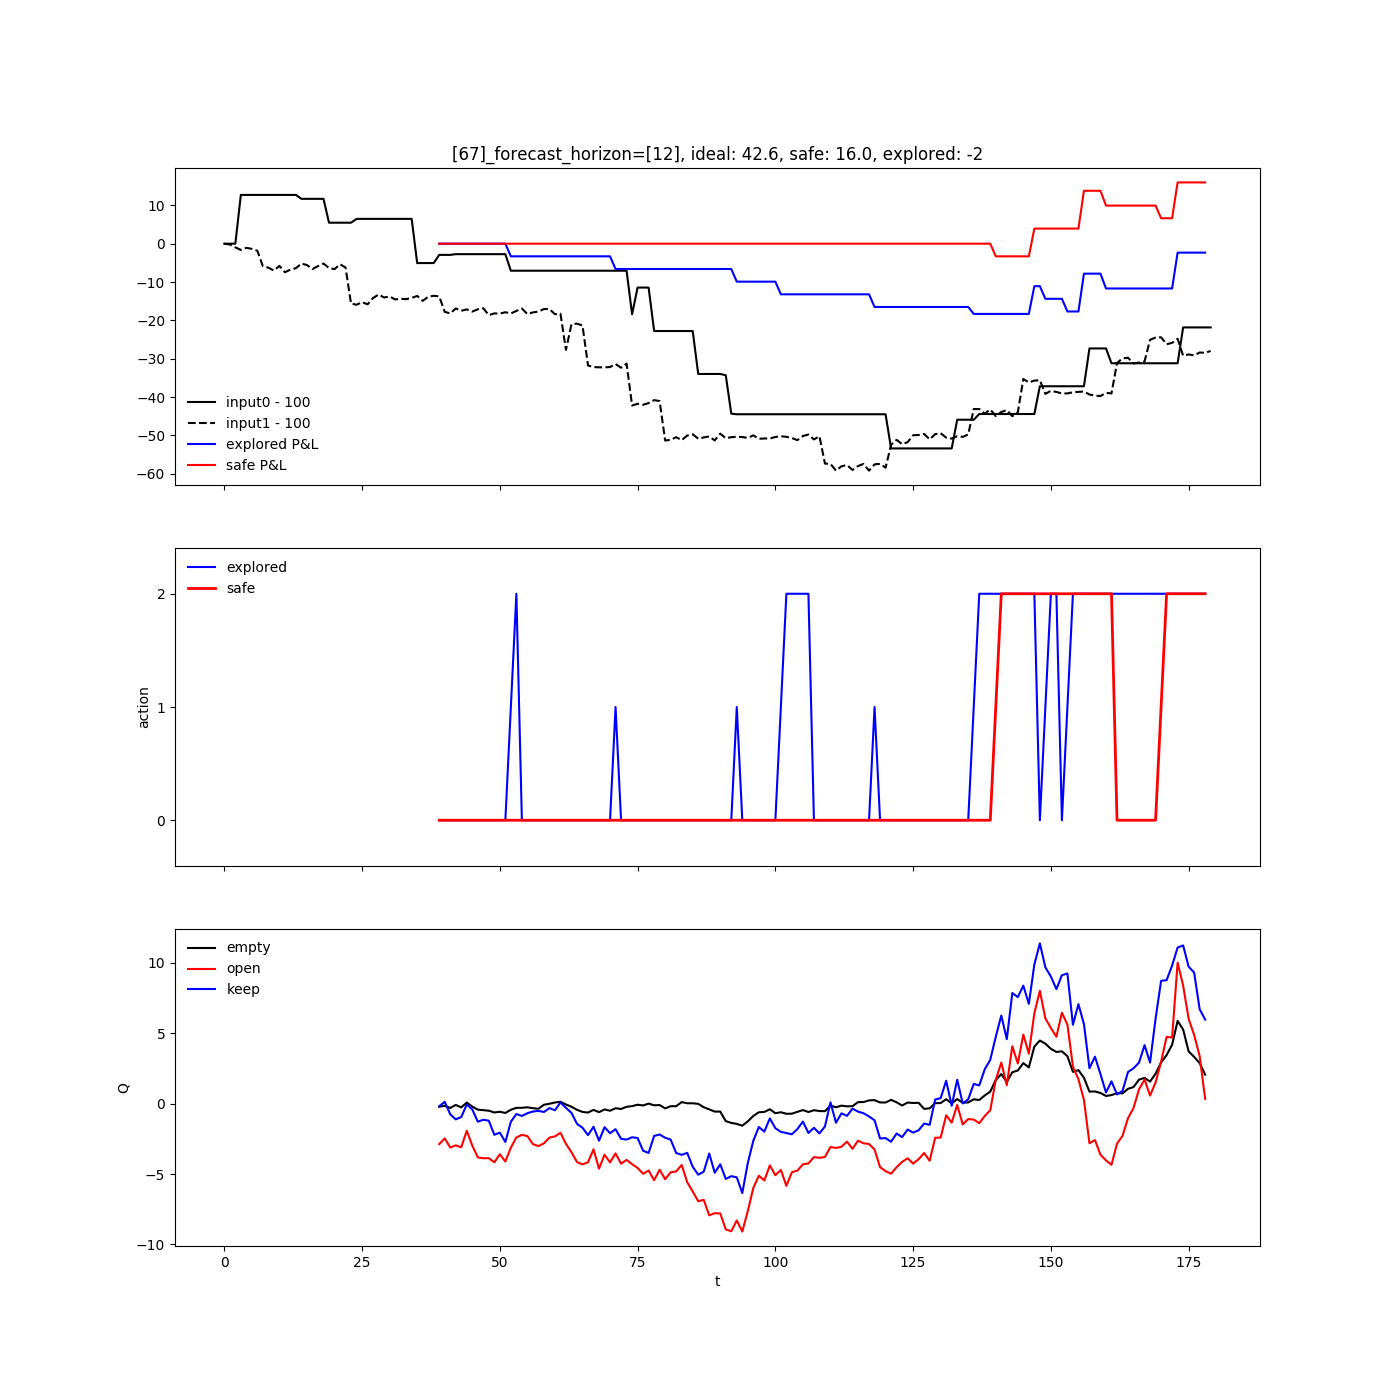 [67]_forecast_horizon=[12], ideal: 42.6, safe: 16.0, explored: -2
10
0
−10
−20
−30
−40
−50
−60
input0 - 100
input1 - 100
explored P&L
safe P&L
explored
safe
2
1
0
action
empty
open
keep
10
5
0
−5
−10
Q
0 25 50 75 100 125 150 175
t